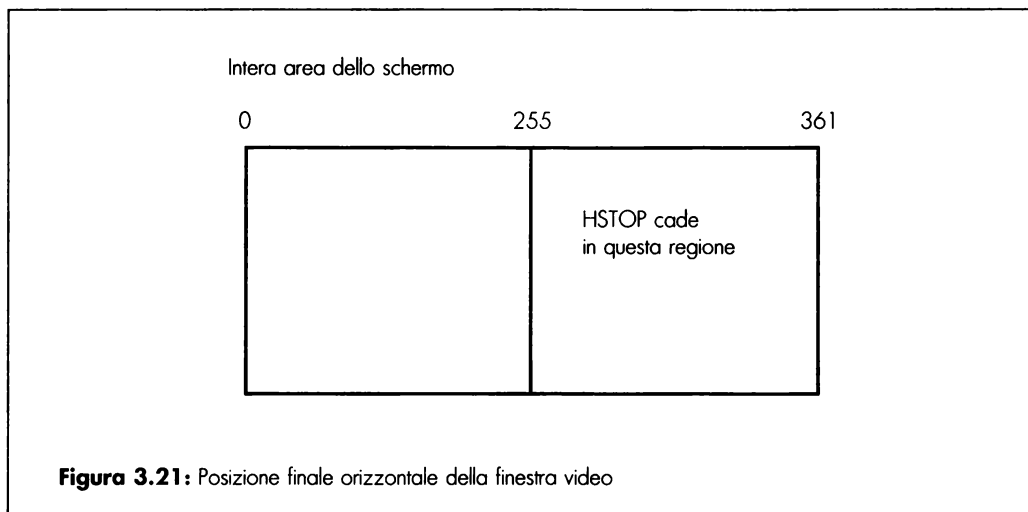 Intera area dello schermo
0 255 361
HSTOP cade
in questa regione
Figura 3.21: Posizione finale orizzontale della finestra video